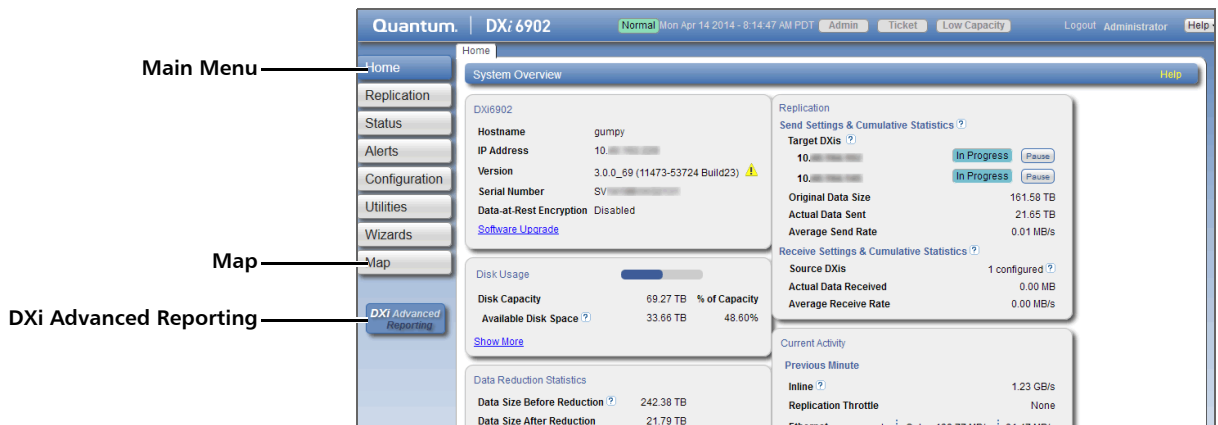 Quantum. DXi 6902 Normal Mon Apr 14 2014 - 8:14:47 AM PDT Admin Ticket Low Capacity Logout Administrator Help
Main Menu
Map
DXi Advanced Reporting
Home
Replication
Status
Alerts
Configuration
Utilities
Wizards
Map
DXi Advanced
Reporting
Home
System Overview Help
DXi6902
Hostname gumpy
IP Address 10.
Version 3.0.0_69 (11473-53724 Build23)
Serial Number SV
Data-at-Rest Encryption Disabled
Software Upgrade
Disk Usage
Disk Capacity 69.27 TB % of Capacity
Available Disk Space ? 33.66 TB 48.60%
Show More
Data Reduction Statistics
Data Size Before Reduction ? 242.38 TB
Data Size After Reduction 21.79 TB
Replication
Send Settings & Cumulative Statistics ?
Target DXis ?
10. In Progress Pause
10. In Progress Pause
Original Data Size 161.58 TB
Actual Data Sent 21.65 TB
Average Send Rate 0.01 MB/s
Receive Settings & Cumulative Statistics ?
Source DXis 1 configured ?
Actual Data Received 0.00 MB
Average Receive Rate 0.00 MB/s
Current Activity
Previous Minute
Inline ? 1.23 GB/s
Replication Throttle None